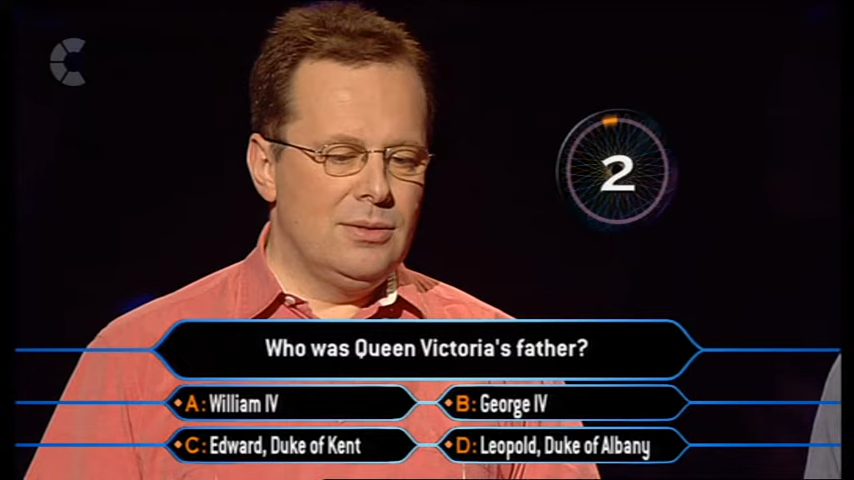 2
Who was Queen Victoria's father?
A: William IV
B: George IV
C: Edward, Duke of Kent
D: Leopold, Duke of Albany